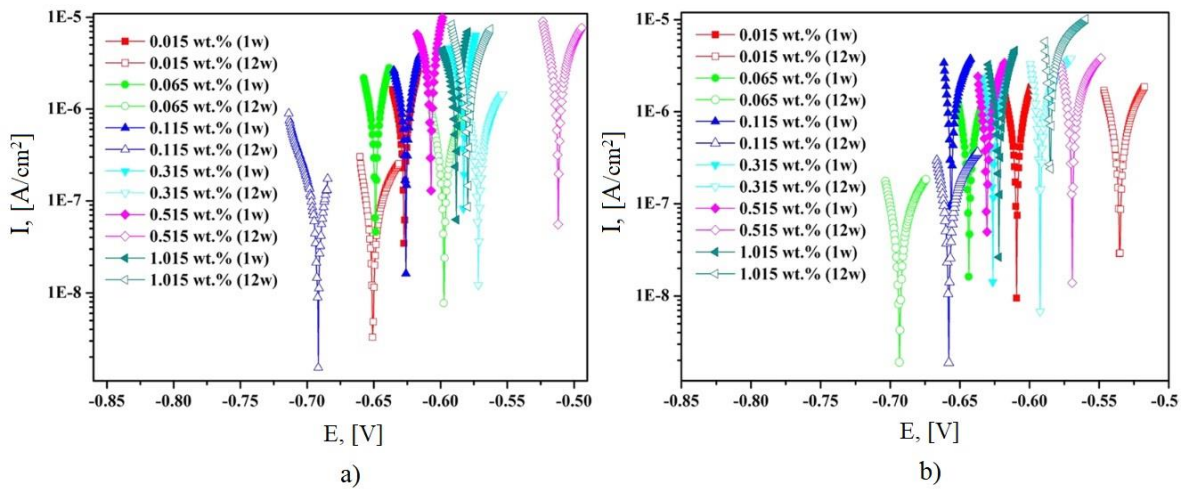 1E-5
1E-6
1E-7
1E-8
I, [A/cm²]
0.015 wt.% (1w)
0.015 wt.% (12w)
0.065 wt.% (1w)
0.065 wt.% (12w)
0.115 wt.% (1w)
0.115 wt.% (12w)
0.315 wt.% (1w)
0.315 wt.% (12w)
0.515 wt.% (1w)
0.515 wt.% (12w)
1.015 wt.% (1w)
1.015 wt.% (12w)
-0.85 -0.80 -0.75 -0.70 -0.65 -0.60 -0.55 -0.50
E, [V]
a)
1E-5
1E-6
1E-7
1E-8
I, [A/cm²]
0.015 wt.% (1w)
0.015 wt.% (12w)
0.065 wt.% (1w)
0.065 wt.% (12w)
0.115 wt.% (1w)
0.115 wt.% (12w)
0.315 wt.% (1w)
0.315 wt.% (12w)
0.515 wt.% (1w)
0.515 wt.% (12w)
1.015 wt.% (1w)
1.015 wt.% (12w)
-0.85 -0.80 -0.75 -0.70 -0.65 -0.60 -0.55 -0.5
E, [V]
b)